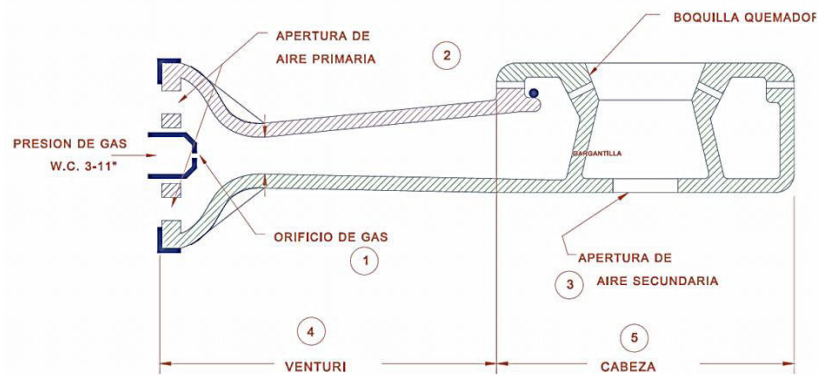 BOQUILLA QUEMADOR
APERTURA DE
AIRE PRIMARIA
2
PRESION DE GAS
W.C. 3-11"
GARGANTILLA
ORIFICIO DE GAS
1
APERTURA DE
3
AIRE SECUNDARIA
4
5
VENTURI
CABEZA